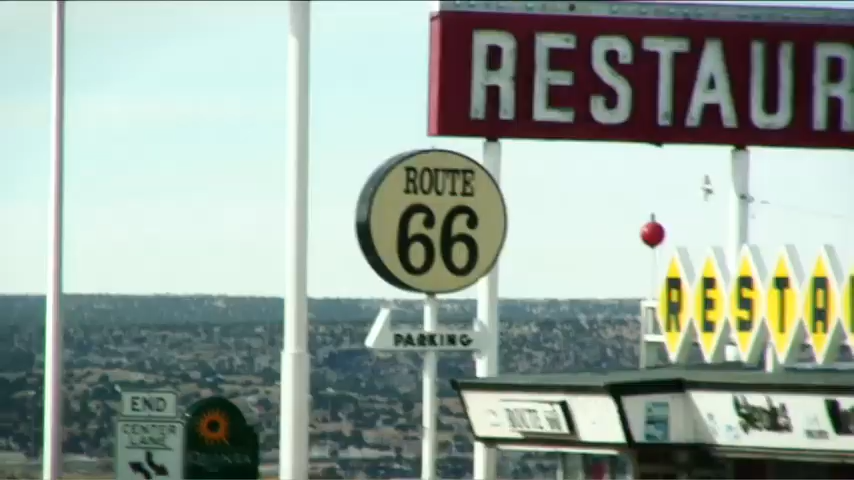 RESTAUR
ROUTE
66
RESTA
PARKING
END
CENTER
LANE
ROUTE 66